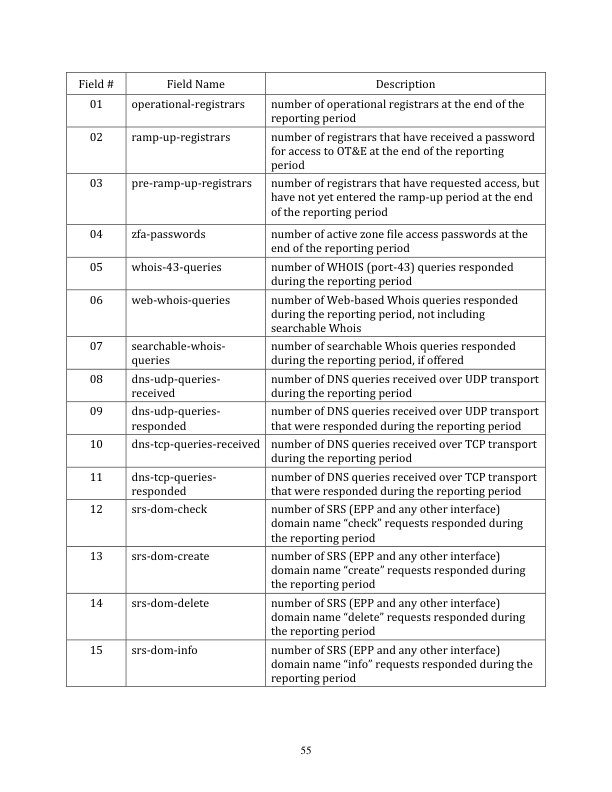 Field # Field Name Description
01 operational-registrars number of operational registrars at the end of the
reporting period
02 ramp-up-registrars number of registrars that have received a password
for access to OT&E at the end of the reporting
period
03 pre-ramp-up-registrars number of registrars that have requested access, but
have not yet entered the ramp-up period at the end
of the reporting period
04 zfa-passwords number of active zone file access passwords at the
end of the reporting period
05 whois-43-queries number of WHOIS (port-43) queries responded
during the reporting period
06 web-whois-queries number of Web-based Whois queries responded
during the reporting period, not including
searchable Whois
07 searchable-whois- number of searchable Whois queries responded
queries during the reporting period, if offered
08 dns-udp-queries- number of DNS queries received over UDP transport
received during the reporting period
09 dns-udp-queries- number of DNS queries received over UDP transport
responded that were responded during the reporting period
10 dns-tcp-queries-received number of DNS queries received over TCP transport
during the reporting period
11 dns-tcp-queries- number of DNS queries received over TCP transport
responded that were responded during the reporting period
12 srs-dom-check number of SRS (EPP and any other interface)
domain name “check” requests responded during
the reporting period
13 srs-dom-create number of SRS (EPP and any other interface)
domain name “create” requests responded during
the reporting period
14 srs-dom-delete number of SRS (EPP and any other interface)
domain name “delete” requests responded during
the reporting period
15 srs-dom-info number of SRS (EPP and any other interface)
domain name “info” requests responded during the
reporting period
55